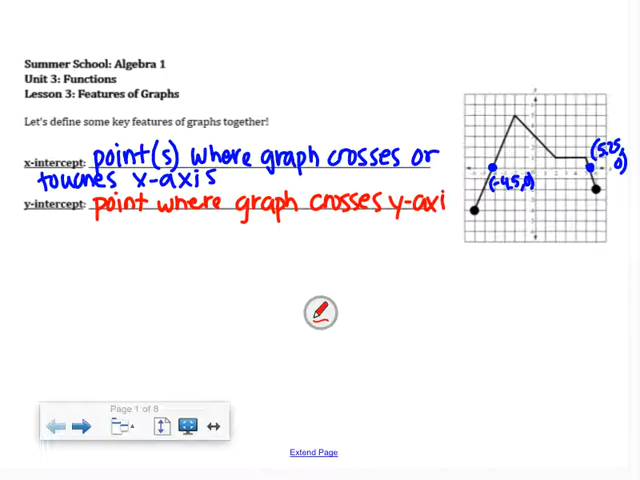 Summer School: Algebra 1
Unit 3: Functions
Lesson 3: Features of Graphs
Let's define some key features of graphs together!
x-intercept: point(s) where graph crosses or
touches x-axis
y-intercept: point where graph crosses y-axi
(-4.5,0)
(5.25,
0)
Page 1 of 8
Extend Page